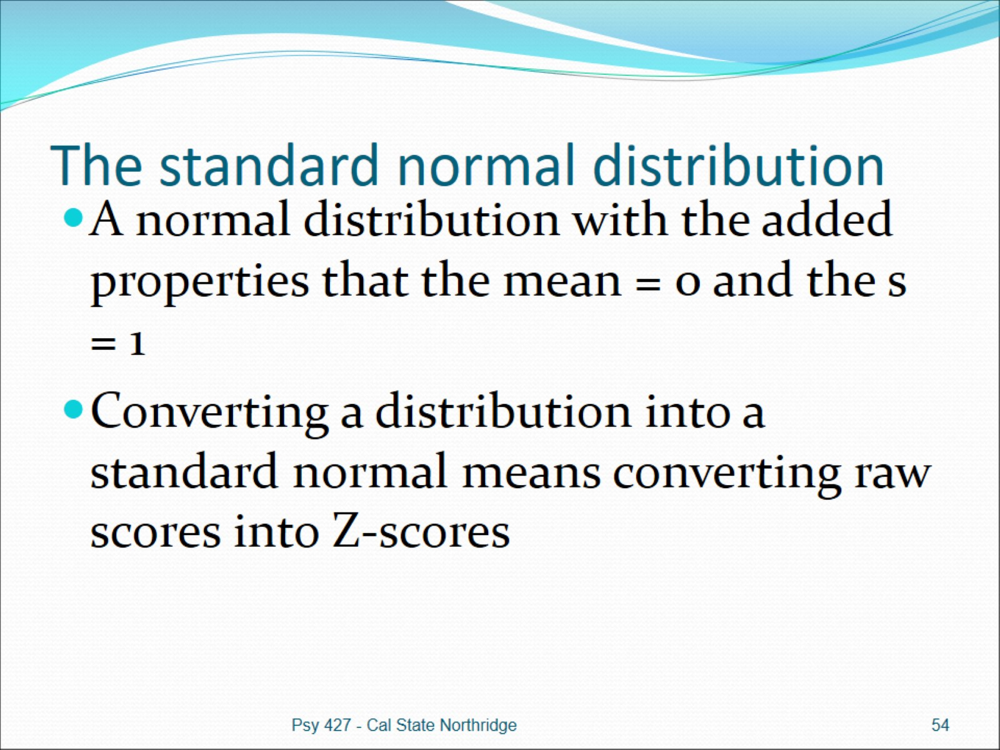 The standard normal distribution
A normal distribution with the added
properties that the mean = 0 and the s
= 1
Converting a distribution into a
standard normal means converting raw
scores into Z-scores
Psy 427 - Cal State Northridge
54